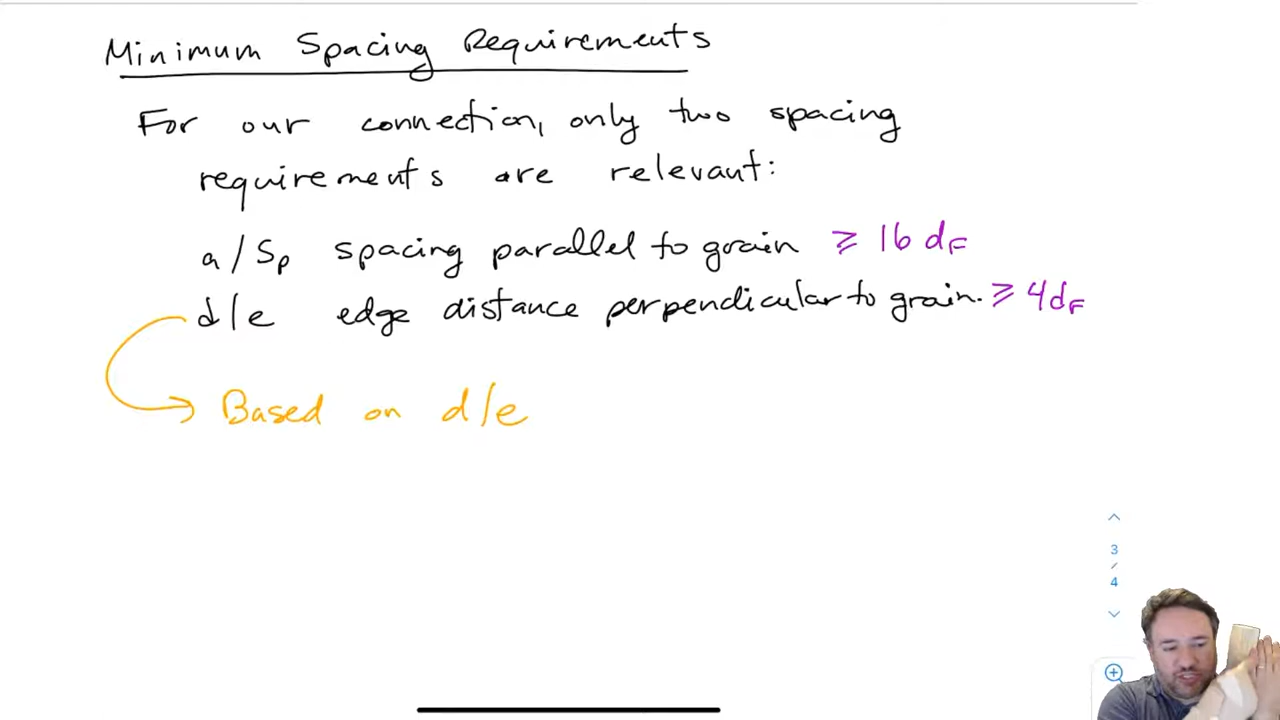 Minimum Spacing Requirements
For our connection, only two spacing
requirements are relevant:
a/Sp spacing parallel to grain ≥ 16 dF
d/e edge distance perpendicular to grain. ≥ 4dF
Based on d/e
3
/
4